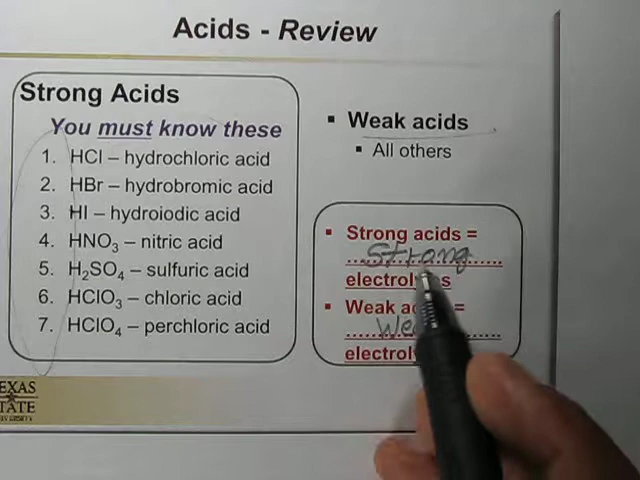 Acids - Review
Strong Acids
You must know these
1. HCl – hydrochloric acid
2. HBr – hydrobromic acid
3. HI – hydroiodic acid
4. HNO₃ – nitric acid
5. H₂SO₄ – sulfuric acid
6. HClO₃ – chloric acid
7. HClO₄ – perchloric acid
▪ Weak acids
▪ All others
▪ Strong acids =
Strong
▪ Weak =